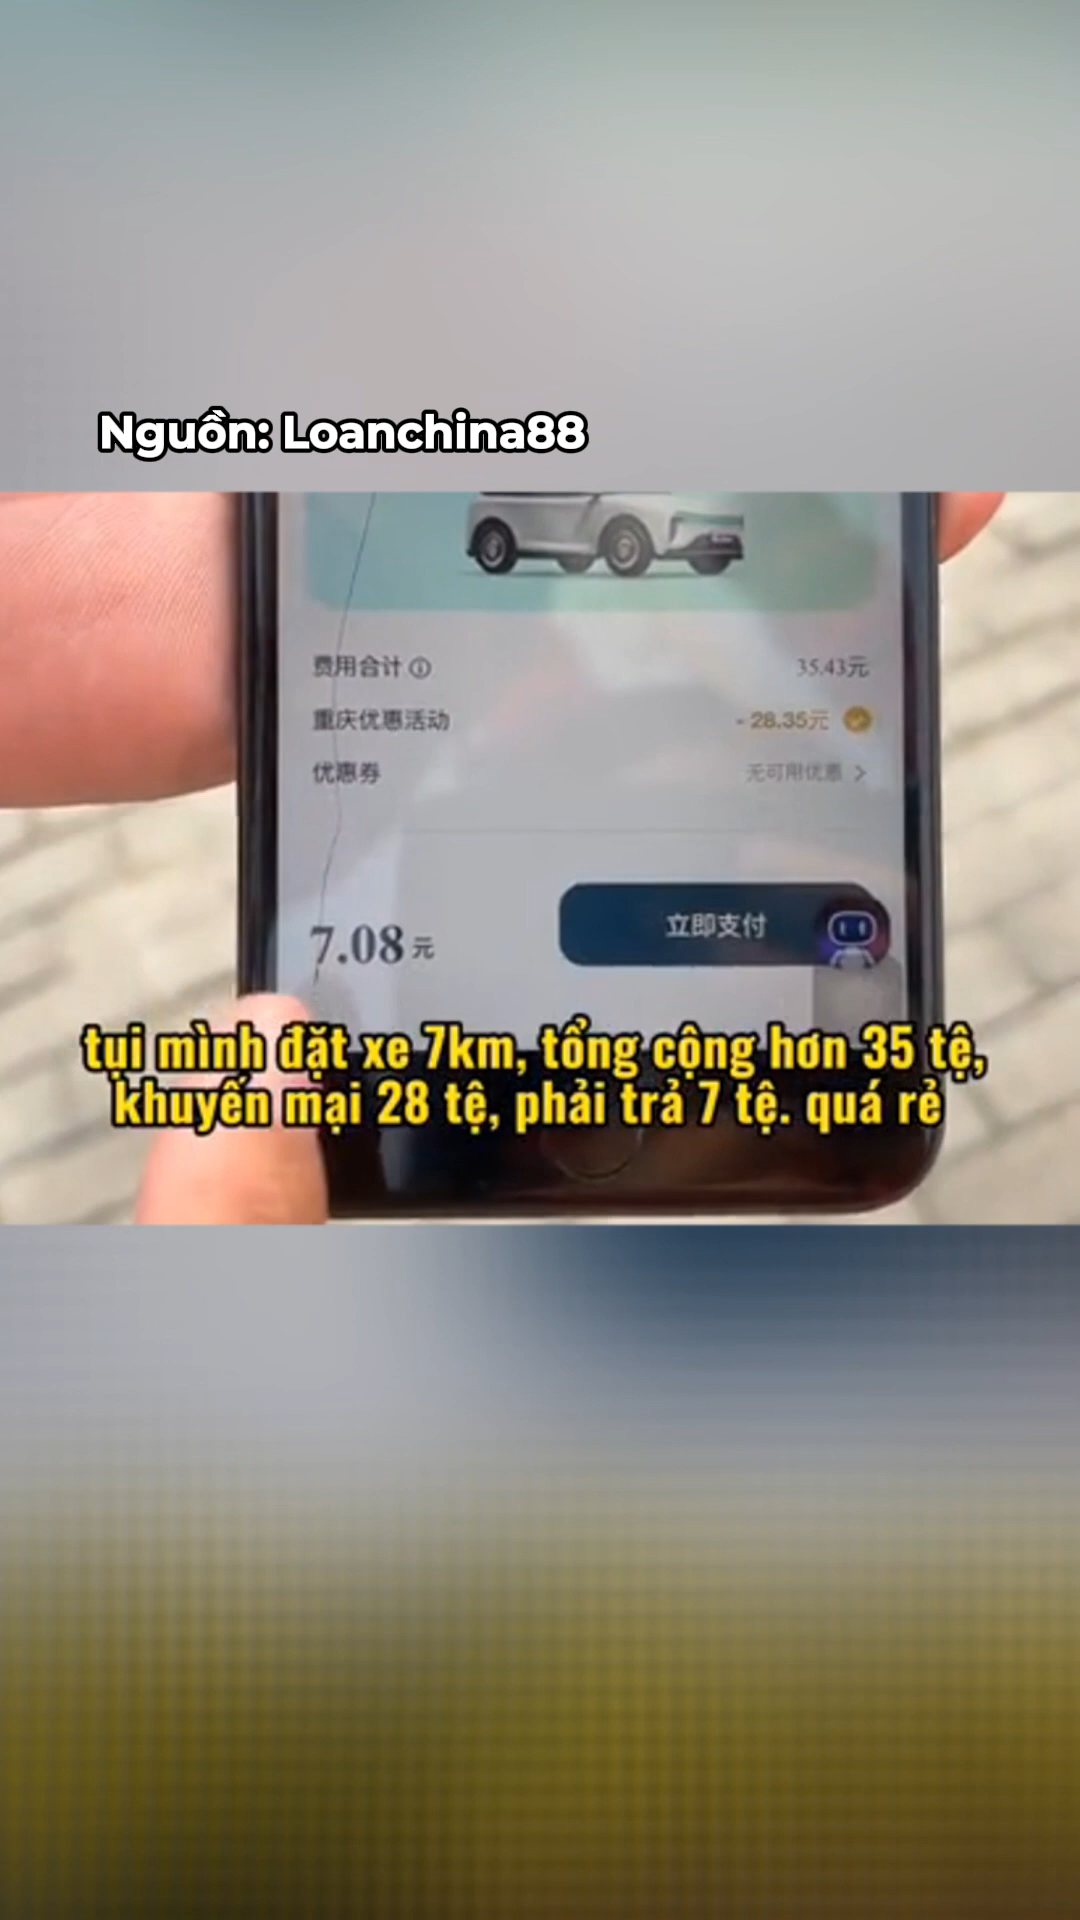 Nguồn: Loanchina88
费用合计
35.43元
重庆优惠活动
- 28.35元
优惠券
无可用优惠 >
7.08元
立即支付
tụi mình đặt xe 7km, tổng cộng hơn 35 tệ,
khuyến mại 28 tệ, phải trả 7 tệ. quá rẻ